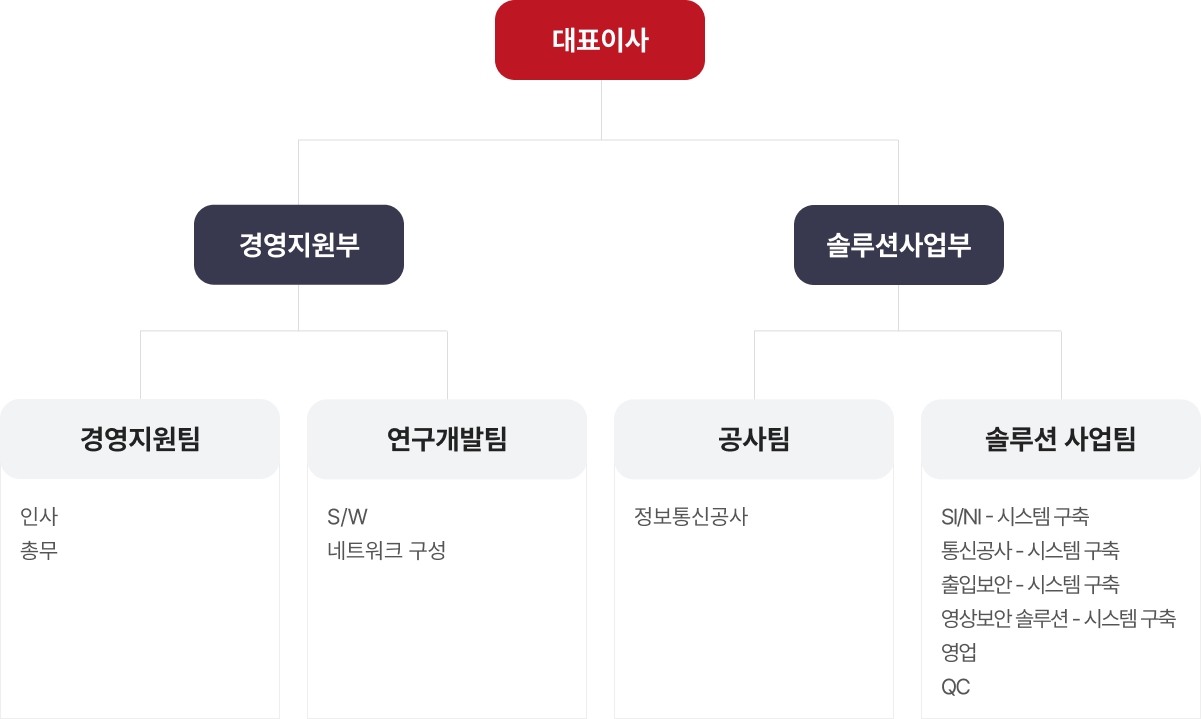 대표이사
경영지원부
솔루션사업부
경영지원팀
인사
총무
연구개발팀
S/W
네트워크 구성
공사팀
정보통신공사
솔루션 사업팀
SI/NI - 시스템 구축
통신공사 - 시스템 구축
출입보안 - 시스템 구축
영상보안 솔루션 - 시스템 구축
영업
QC